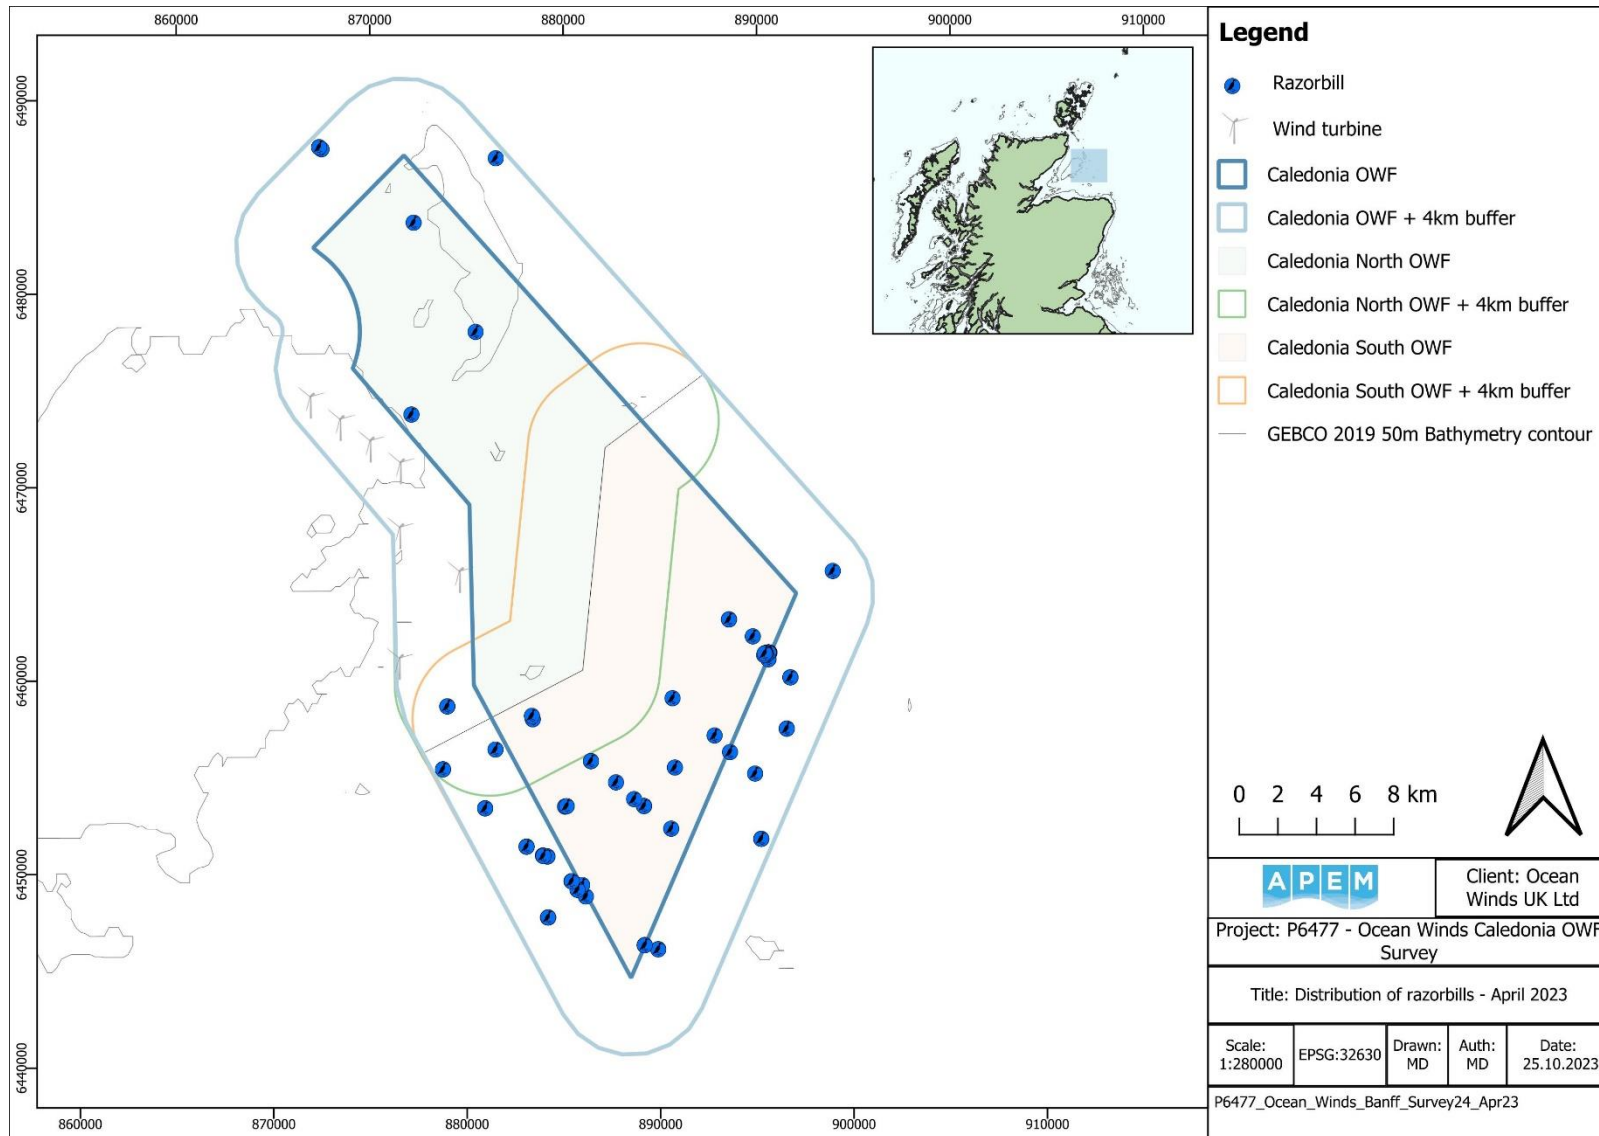 860000 870000 880000 890000 900000 910000
6490000
6480000
6470000
6460000
6450000
6440000
860000 870000 880000 890000 900000 910000
Legend
Razorbill
Wind turbine
Caledonia OWF
Caledonia OWF + 4km buffer
Caledonia North OWF
Caledonia North OWF + 4km buffer
Caledonia South OWF
Caledonia South OWF + 4km buffer
GEBCO 2019 50m Bathymetry contour
0 2 4 6 8 km
APEM
Client: Ocean
Winds UK Ltd
Project: P6477 - Ocean Winds Caledonia OWF
Survey
Title: Distribution of razorbills - April 2023
Scale:
1:280000
EPSG:32630
Drawn:
MD
Auth:
MD
Date:
25.10.2023
P6477_Ocean_Winds_Banff_Survey24_Apr23